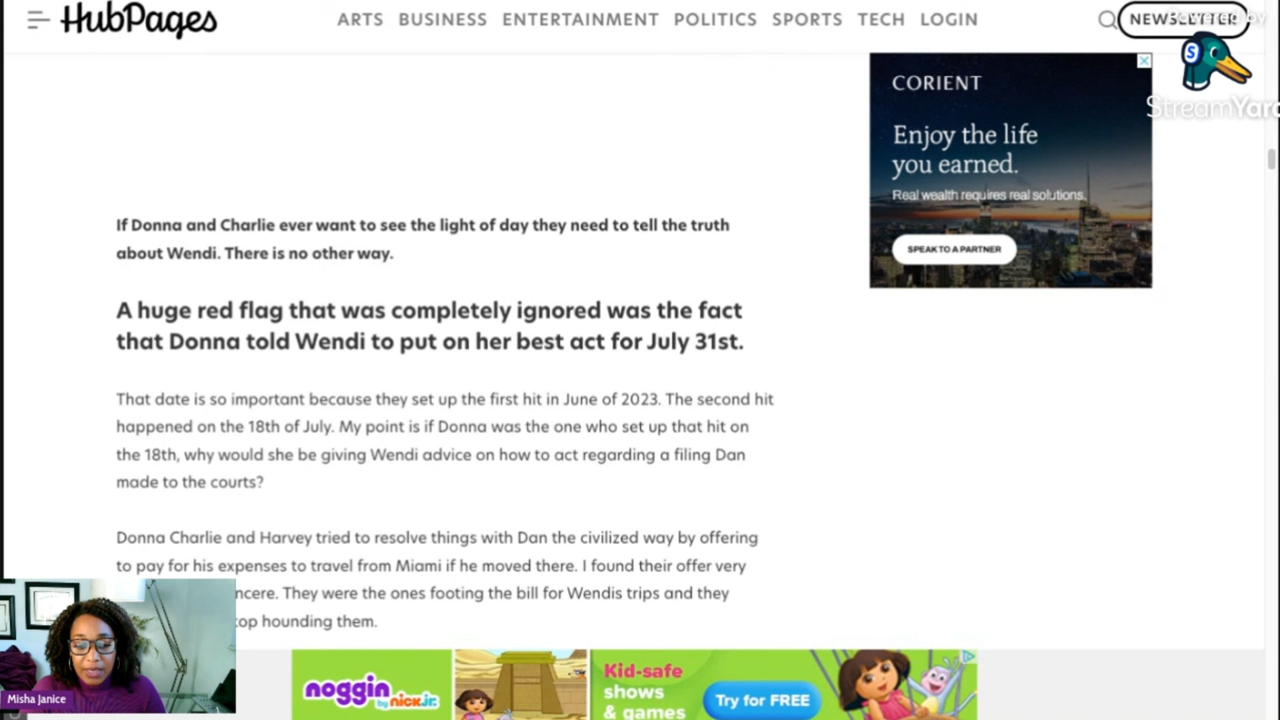 HubPages
ARTS BUSINESS ENTERTAINMENT POLITICS SPORTS TECH LOGIN
NEWSLETTER
Powered by
S
StreamYard
CORIENT
Enjoy the life
you earned.
Real wealth requires real solutions.
SPEAK TO A PARTNER
If Donna and Charlie ever want to see the light of day they need to tell the truth
about Wendi. There is no other way.
A huge red flag that was completely ignored was the fact
that Donna told Wendi to put on her best act for July 31st.
That date is so important because they set up the first hit in June of 2023. The second hit
happened on the 18th of July. My point is if Donna was the one who set up that hit on
the 18th, why would she be giving Wendi advice on how to act regarding a filing Dan
made to the courts?
Donna Charlie and Harvey tried to resolve things with Dan the civilized way by offering
to pay for his expenses to travel from Miami if he moved there. I found their offer very
ncere. They were the ones footing the bill for Wendis trips and they
top hounding them.
Misha Janice
noggin
by nick jr.
Kid-safe
shows
& games
Try for FREE